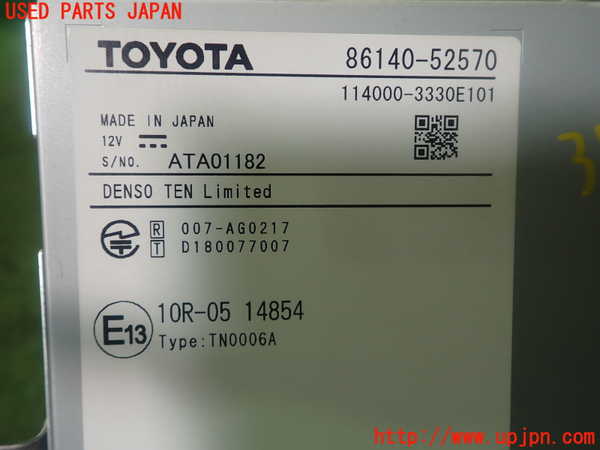 USED PARTS JAPAN
TOYOTA 86140-52570
114000-3330E101
MADE IN JAPAN
12V
S/NO. ATA01182
DENSO TEN Limited
R 007-AG0217
T D180077007
E13 10R-05 14854
Type:TN0006A
http://www.upjpn.com